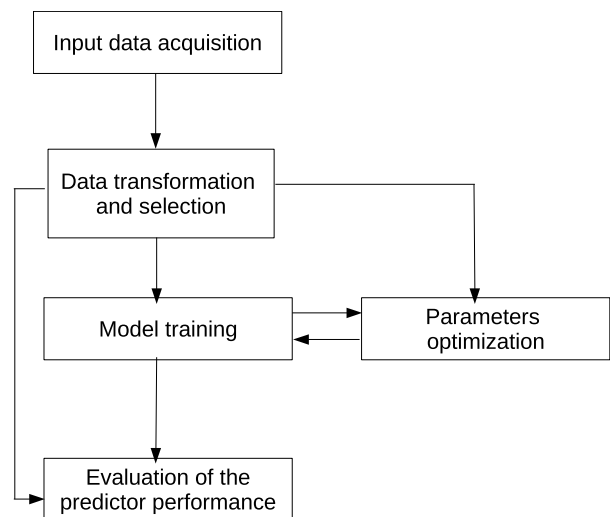 Input data acquisition
Data transformation
and selection
Model training
Parameters
optimization
Evaluation of the
predictor performance